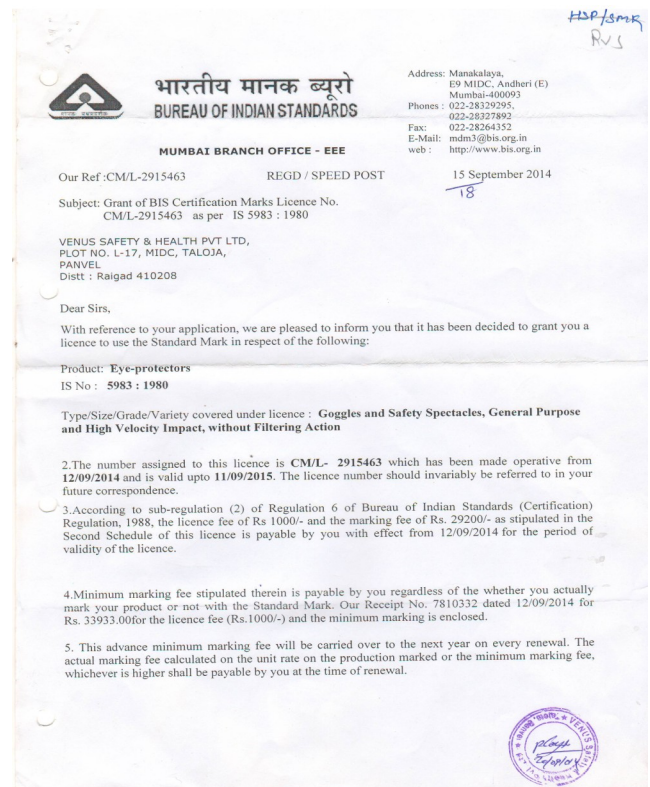 HSP/SMR
RVS
भारतीय मानक ब्यूरो
BUREAU OF INDIAN STANDARDS
Address: Manakalaya,
E9 MIDC, Andheri (E)
Mumbai-400093
Phones : 022-28329295,
022-28327892
Fax: 022-28264352
E-Mail: mdm3@bis.org.in
web : http://www.bis.org.in
MUMBAI BRANCH OFFICE - EEE
Our Ref :CM/L-2915463 REGD / SPEED POST 15 September 2014
18
Subject: Grant of BIS Certification Marks Licence No.
CM/L-2915463 as per IS 5983 : 1980
VENUS SAFETY & HEALTH PVT LTD,
PLOT NO. L-17, MIDC, TALOJA,
PANVEL
Distt : Raigad 410208
Dear Sirs,
With reference to your application, we are pleased to inform you that it has been decided to grant you a
licence to use the Standard Mark in respect of the following:
Product: Eye-protectors
IS No : 5983 : 1980
Type/Size/Grade/Variety covered under licence : Goggles and Safety Spectacles, General Purpose
and High Velocity Impact, without Filtering Action
2.The number assigned to this licence is CM/L- 2915463 which has been made operative from
12/09/2014 and is valid upto 11/09/2015. The licence number should invariably be referred to in your
future correspondence.
3.According to sub-regulation (2) of Regulation 6 of Bureau of Indian Standards (Certification)
Regulation, 1988, the licence fee of Rs 1000/- and the marking fee of Rs. 29200/- as stipulated in the
Second Schedule of this licence is payable by you with effect from 12/09/2014 for the period of
validity of the licence.
4.Minimum marking fee stipulated therein is payable by you regardless of the whether you actually
mark your product or not with the Standard Mark. Our Receipt No. 7810332 dated 12/09/2014 for
Rs. 33933.00for the licence fee (Rs.1000/-) and the minimum marking is enclosed.
5. This advance minimum marking fee will be carried over to the next year on every renewal. The
actual marking fee calculated on the unit rate on the production marked or the minimum marking fee,
whichever is higher shall be payable by you at the time of renewal.
VENUS Safety